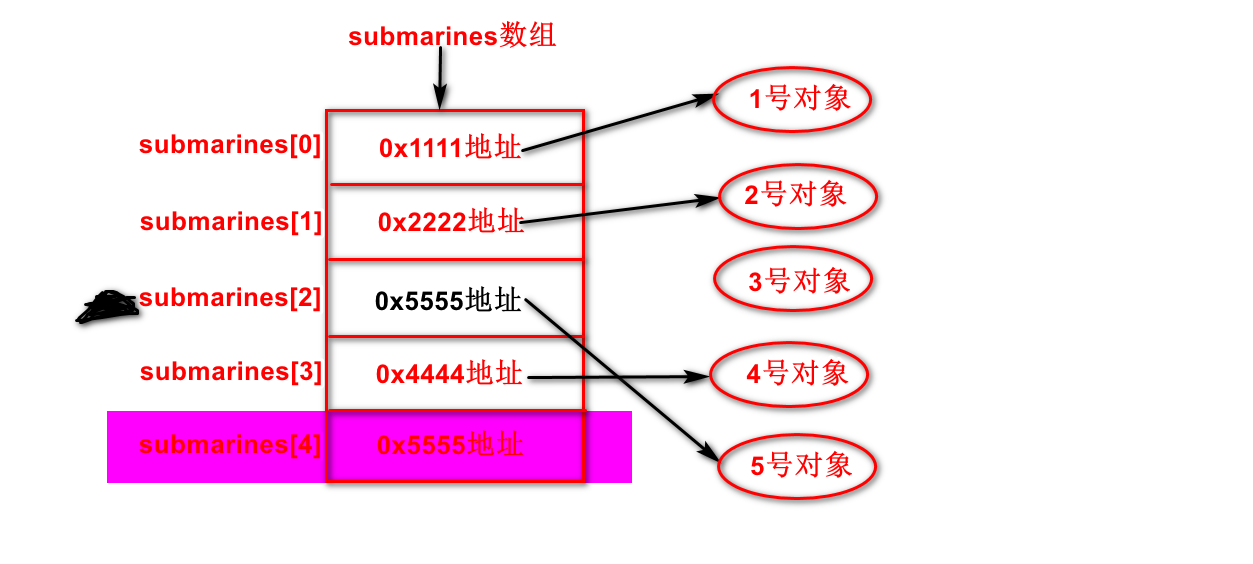 submarines数组
submarines[0] 0x1111地址 1号对象
submarines[1] 0x2222地址 2号对象
3号对象
submarines[2] 0x5555地址
submarines[3] 0x4444地址 4号对象
submarines[4] 0x5555地址 5号对象